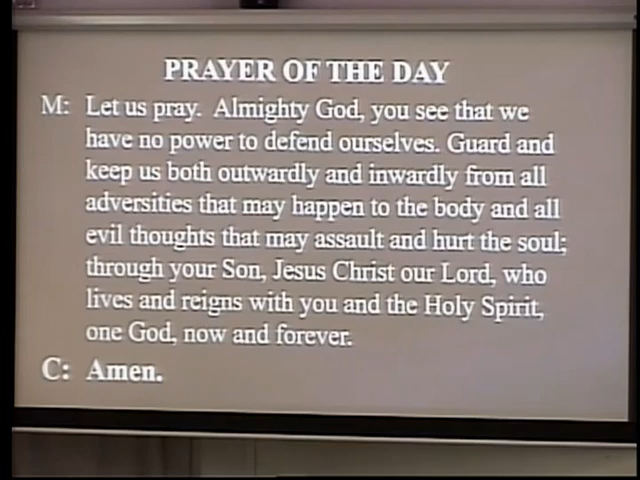 PRAYER OF THE DAY
M: Let us pray. Almighty God, you see that we
have no power to defend ourselves. Guard and
keep us both outwardly and inwardly from all
adversities that may happen to the body and all
evil thoughts that may assault and hurt the soul;
through your Son, Jesus Christ our Lord, who
lives and reigns with you and the Holy Spirit,
one God, now and forever.
C: Amen.